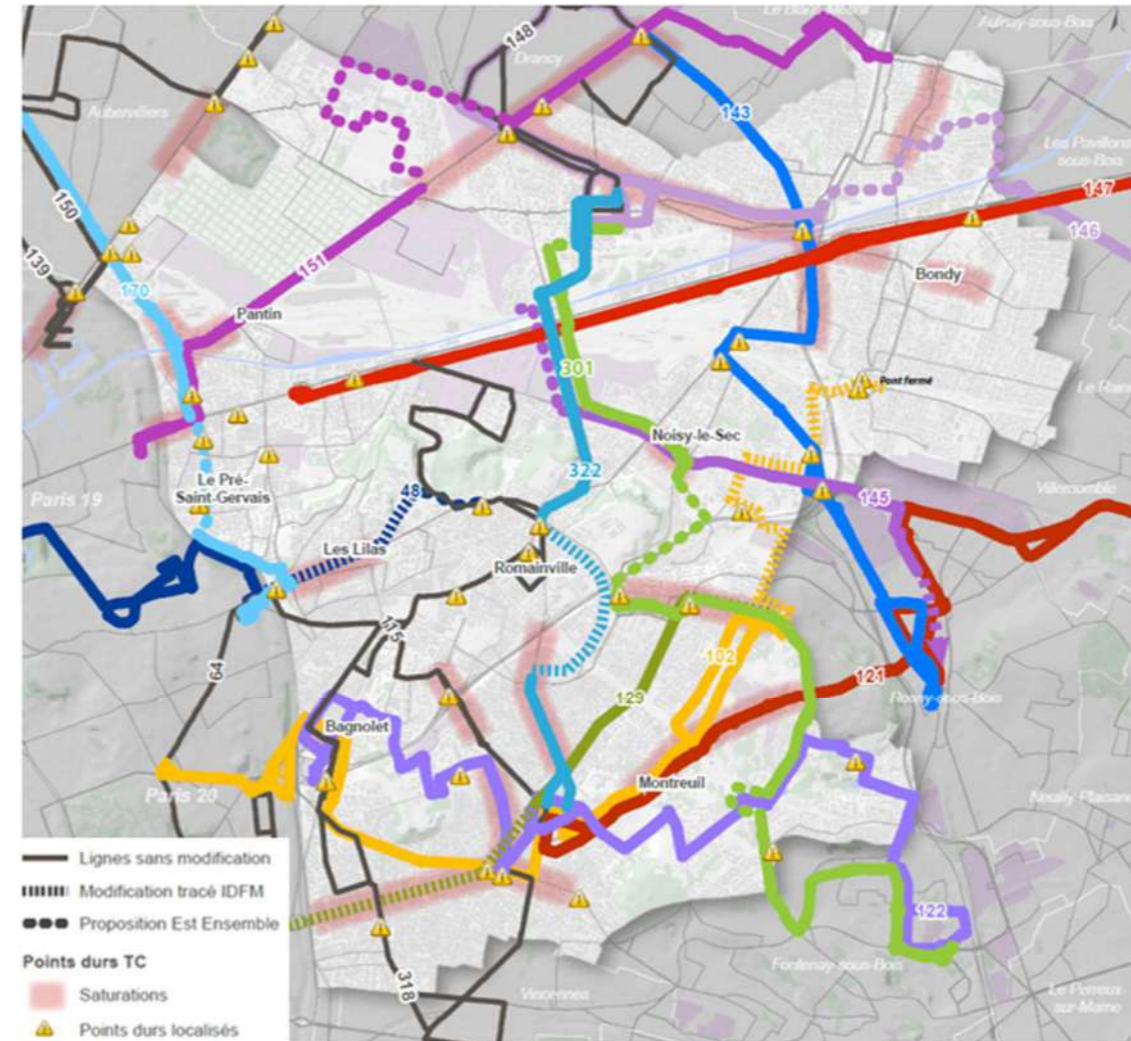 Le Blanc-Mesnil
Aulnay-sous-Bois
148
Drancy
Aubervilliers
143
Les Pavillons-
sous-Bois
147
150
146
139
151
170
Bondy
Pantin
Pont fermé
301
Le Rain
Noisy-le-Sec
322
Le Pré-
Saint-Gervais
Paris 19
48
145
Villemomble
Les Lilas
Romainville
115
64
102
121
129
Rosny-sous-Bois
Bagnolet
Montreuil
Paris 20
Neuilly-Plaisan
Lignes sans modification
Modification tracé IDFM
Proposition Est Ensemble
122
Points durs TC
Fontenay-sous-Bois
Saturations
318
Vincennes
Le Perreux-
sur-Marne
Points durs localisés